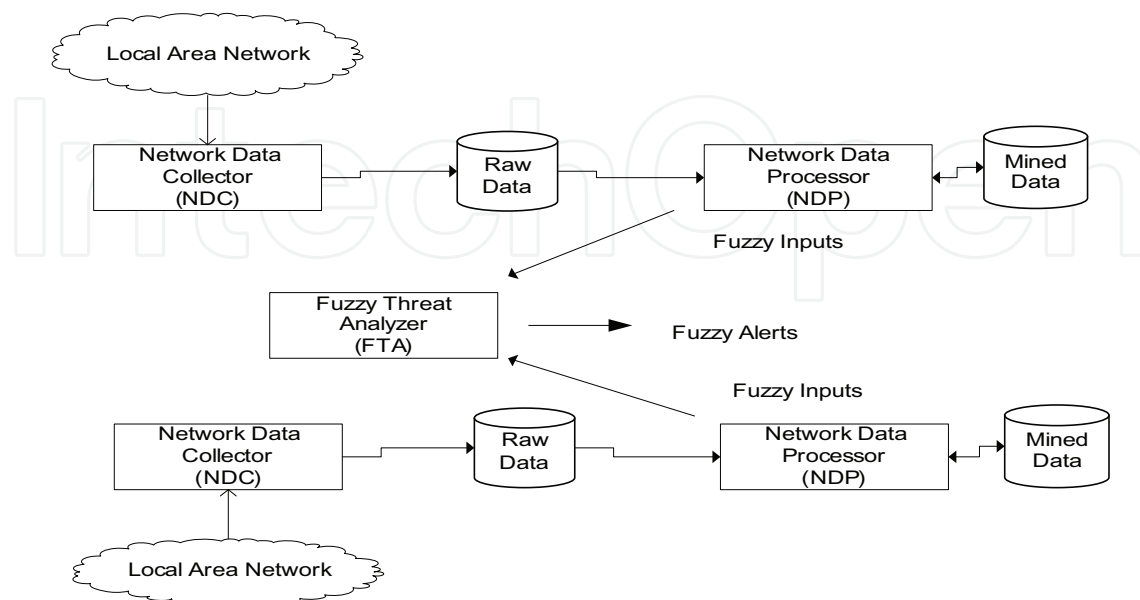 Local Area Network
IntechOpen
Network Data
Collector
(NDC)
Raw
Data
Network Data
Processor
(NDP)
Mined
Data
Fuzzy Inputs
Fuzzy Threat
Analyzer
(FTA)
Fuzzy Alerts
Fuzzy Inputs
Network Data
Collector
(NDC)
Raw
Data
Network Data
Processor
(NDP)
Mined
Data
Local Area Network